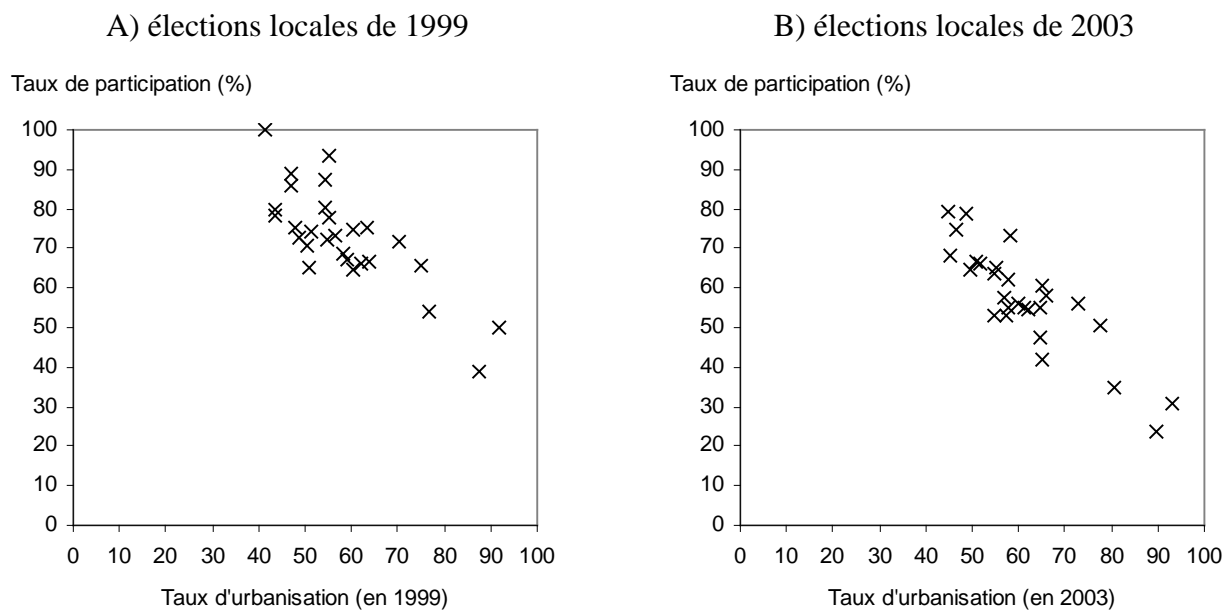 A) élections locales de 1999
Taux de participation (%)
100
90
80
70
60
50
40
30
20
10
0
0 10 20 30 40 50 60 70 80 90 100
Taux d'urbanisation (en 1999)
B) élections locales de 2003
Taux de participation (%)
100
90
80
70
60
50
40
30
20
10
0
0 10 20 30 40 50 60 70 80 90 100
Taux d'urbanisation (en 2003)